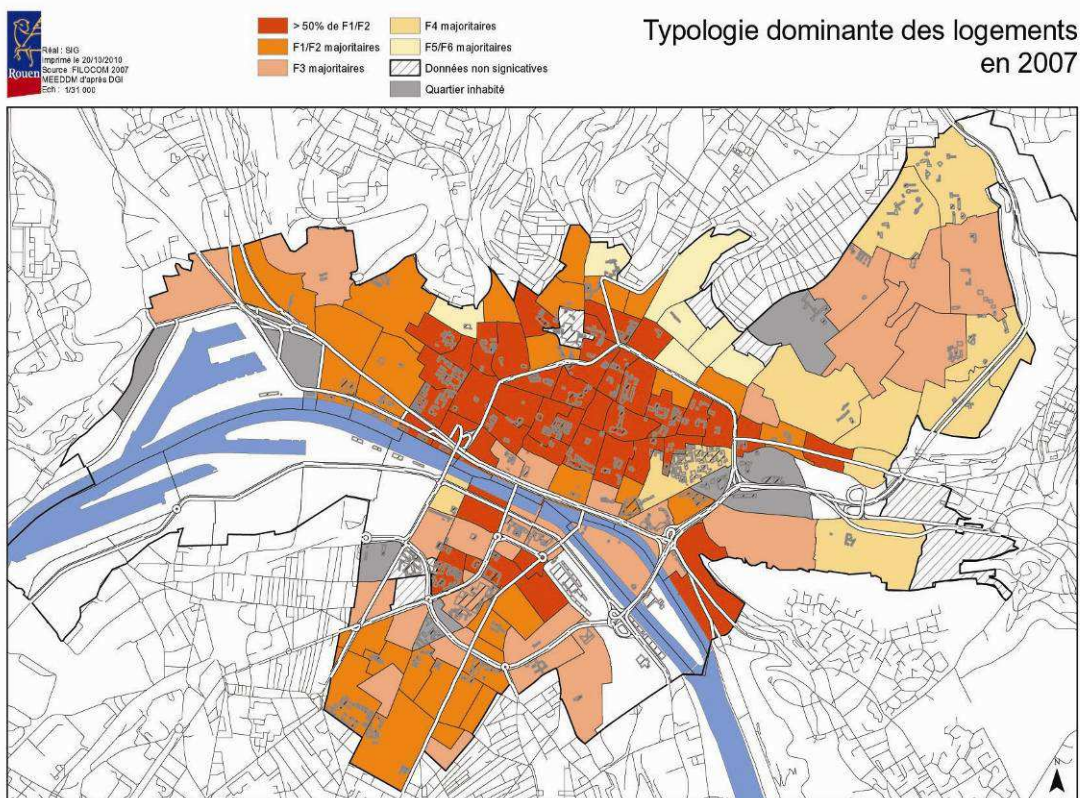 Rouen
Réal : SIG
Imprimé le 20/10/2010
Source : FILOCOM 2007
MEEDDM d'après DGI
Ech : 1/31 000
> 50% de F1/F2
F1/F2 majoritaires
F3 majoritaires
F4 majoritaires
F5/F6 majoritaires
Données non signicatives
Quartier inhabité
Typologie dominante des logements
en 2007
N